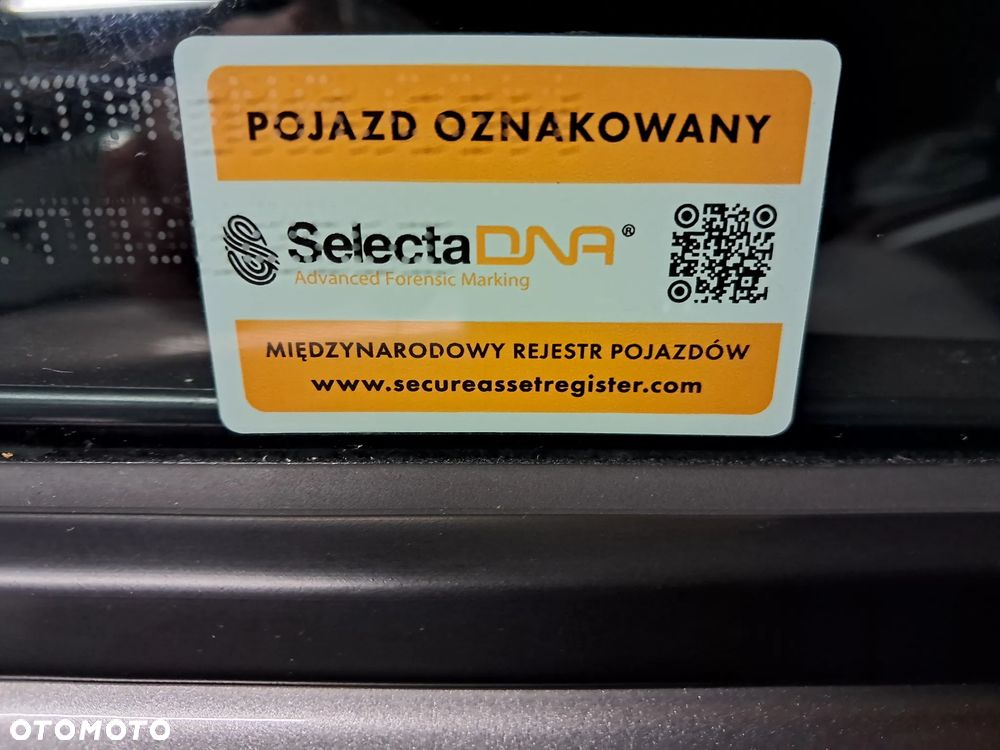 POJAZD OZNAKOWANY
SelectaDNA®
Advanced Forensic Marking
MIĘDZYNARODOWY REJESTR POJAZDÓW
www.secureassetregister.com
OTOMOTO